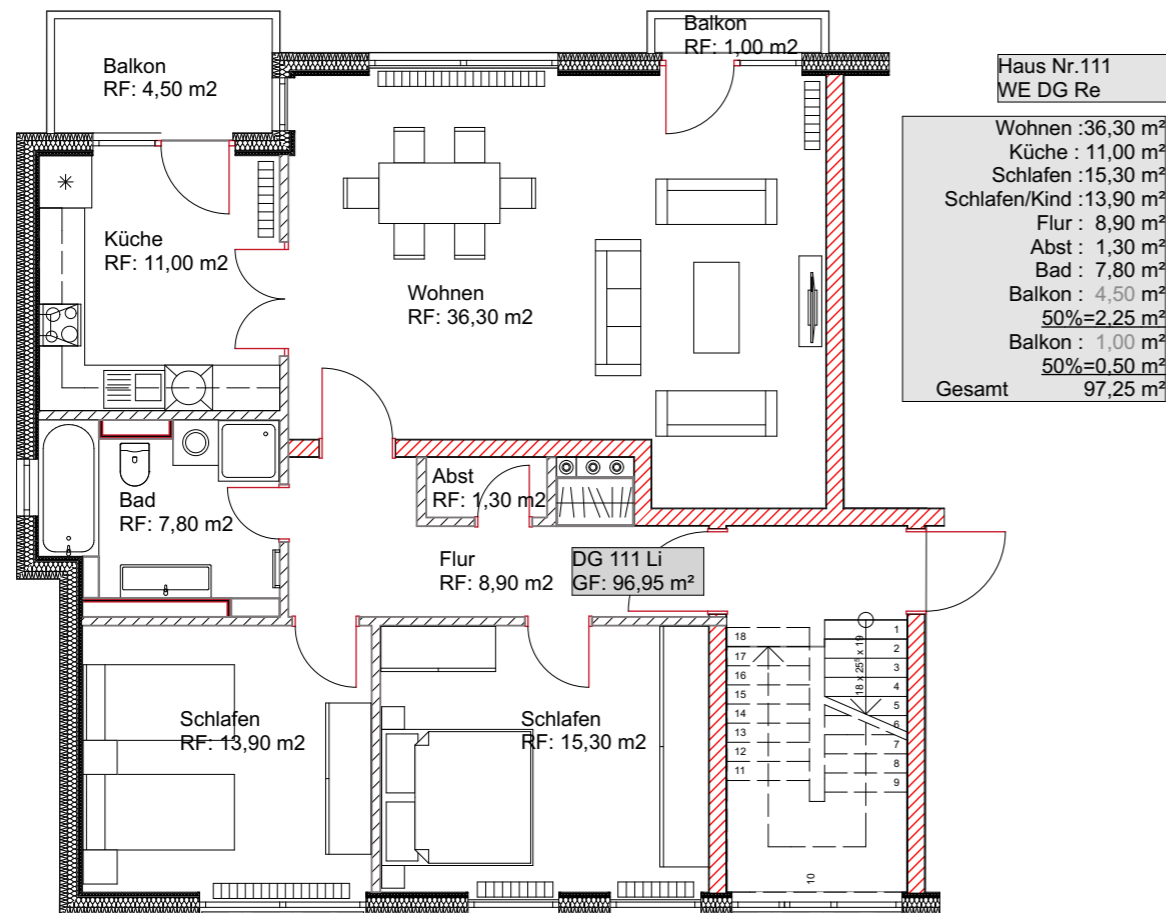 Balkon
RF: 4,50 m2
Balkon
RF: 1,00 m2
Haus Nr.111
WE DG Re
Wohnen :36,30 m²
Küche : 11,00 m²
Schlafen :15,30 m²
Schlafen/Kind :13,90 m²
Flur : 8,90 m²
Abst : 1,30 m²
Bad : 7,80 m²
Balkon : 4,50 m²
50%=2,25 m²
Balkon : 1,00 m²
50%=0,50 m²
Gesamt 97,25 m²
Küche
RF: 11,00 m2
Wohnen
RF: 36,30 m2
Bad
RF: 7,80 m2
Abst
RF: 1,30 m2
Flur
RF: 8,90 m2
DG 111 Li
GF: 96,95 m²
Schlafen
RF: 13,90 m2
Schlafen
RF: 15,30 m2
18
17
16
15
14
13
12
11
10
1
2
3
4
5
6
7
8
9
18 x 25⁵ x 19